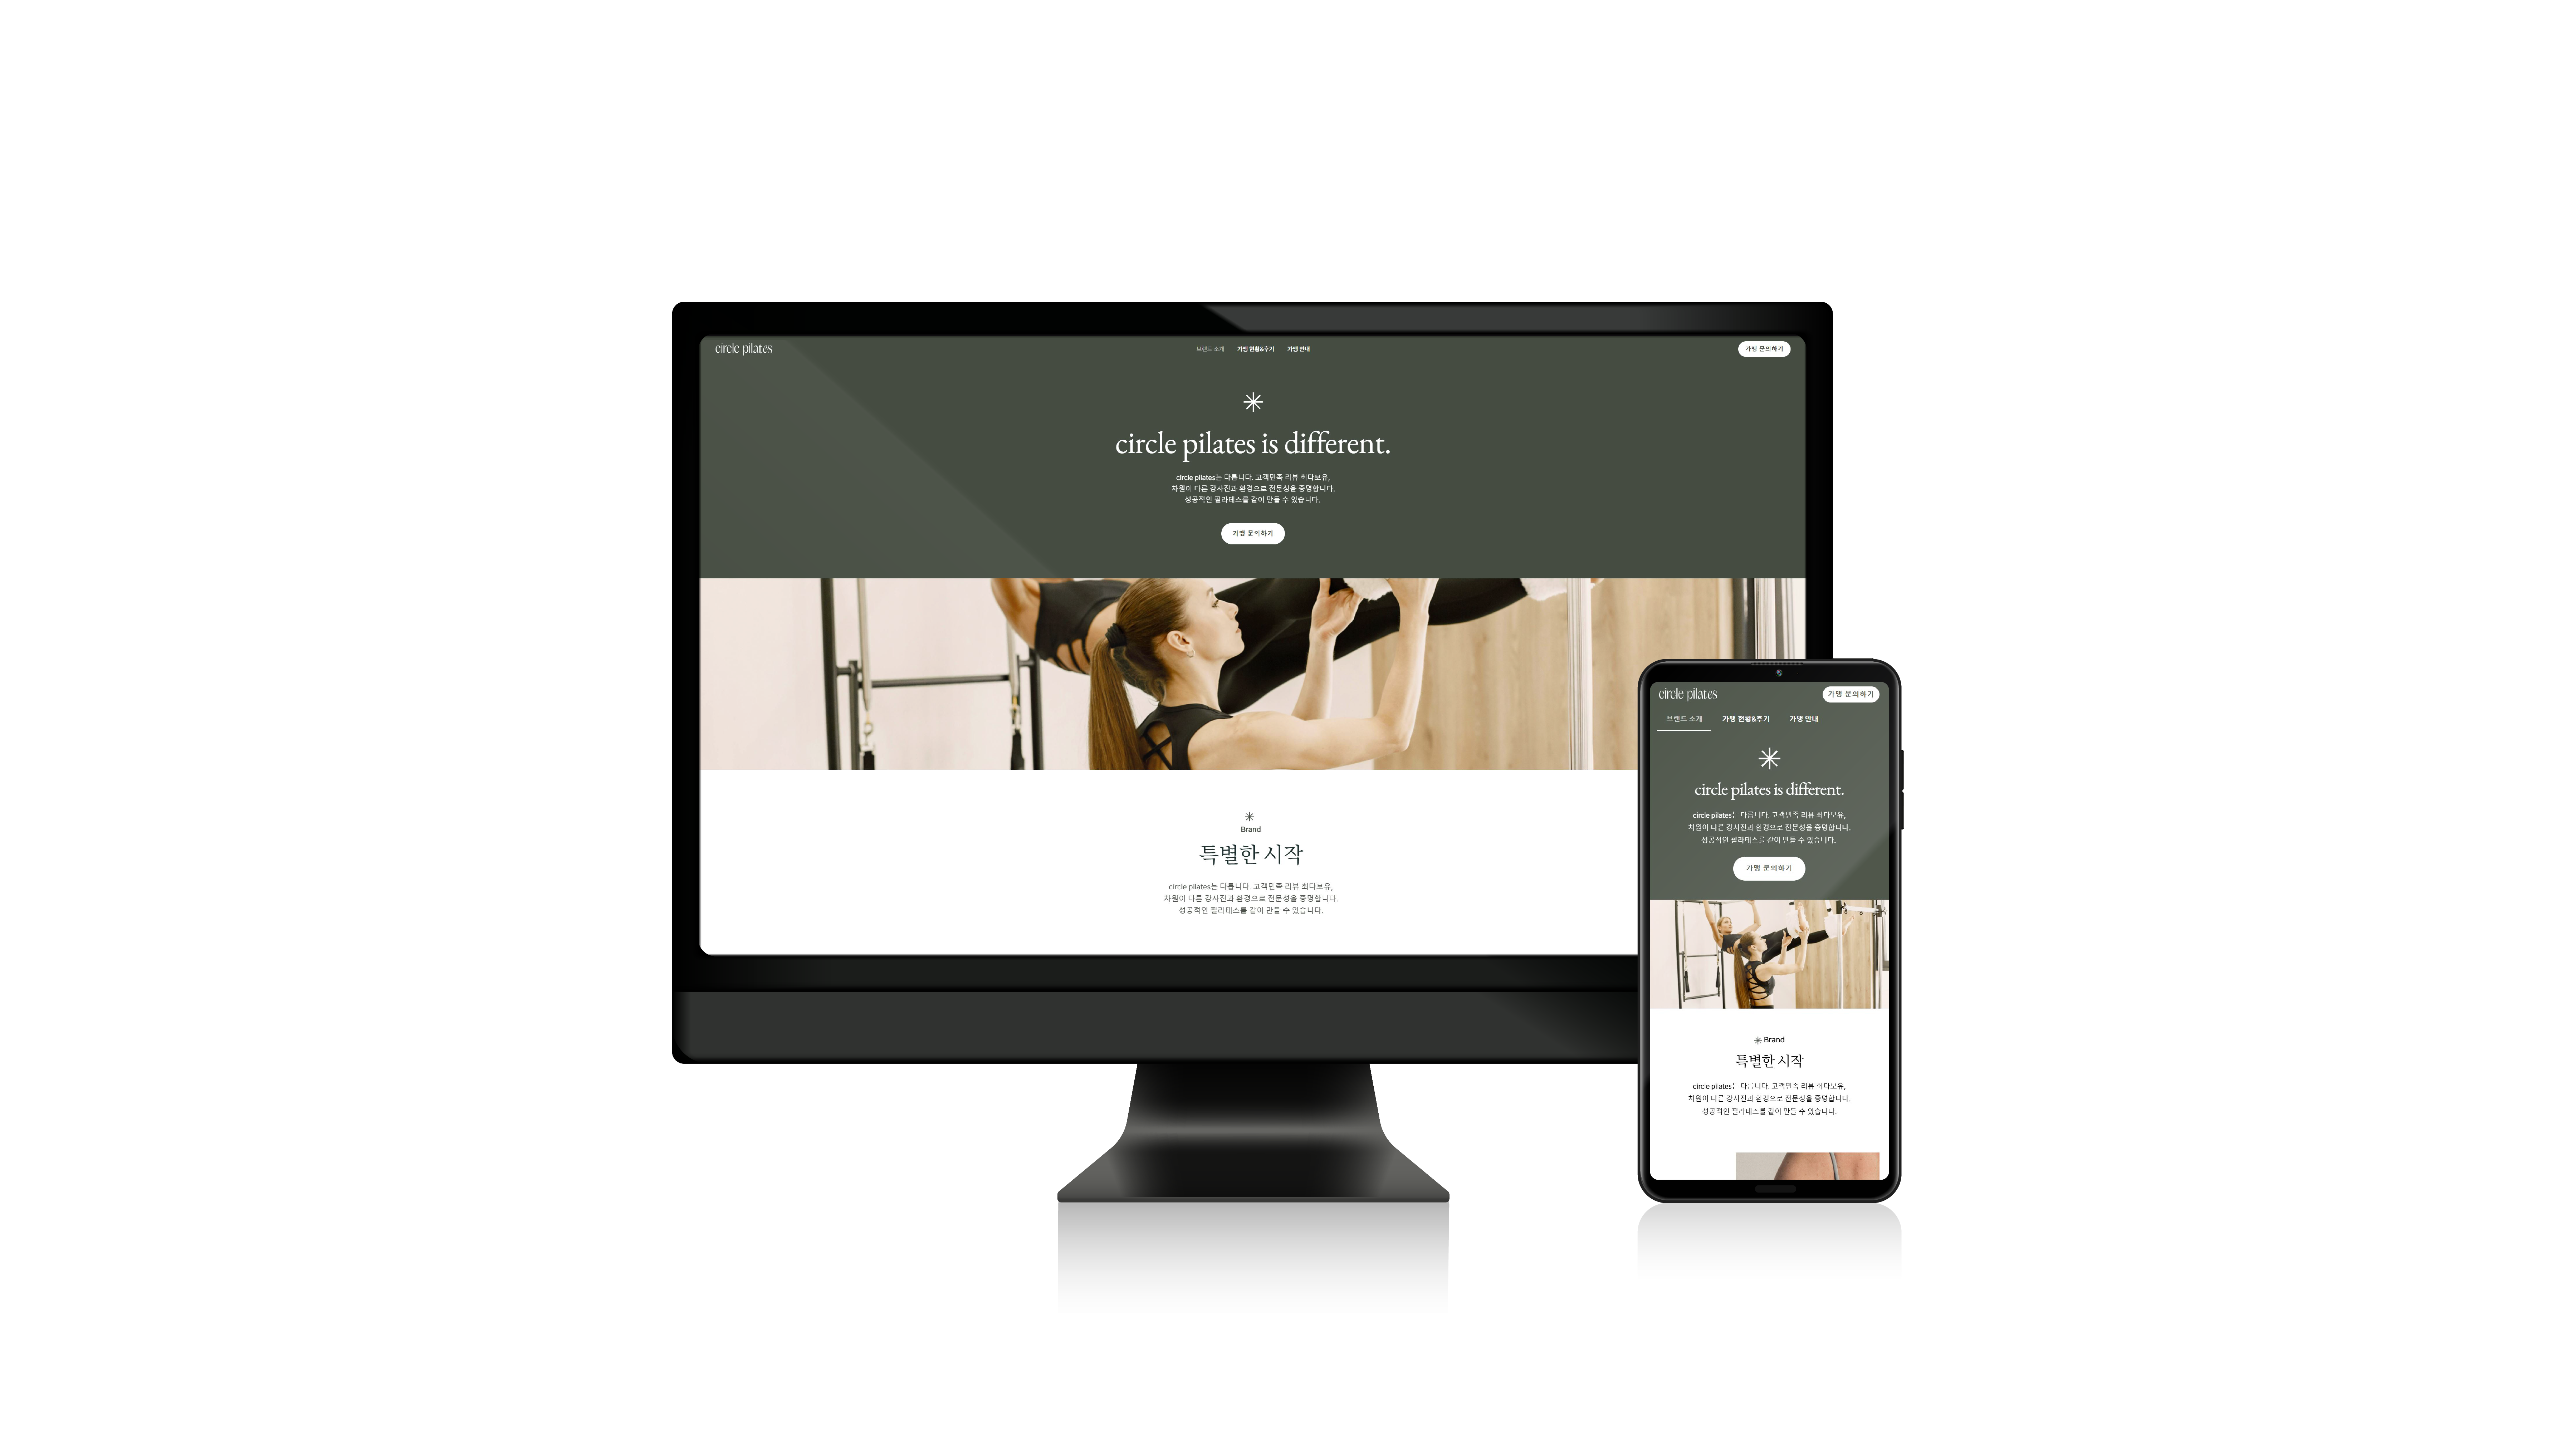 circle pilates
브랜드 소개 가맹 현황&후기 가맹 안내
가맹 문의하기
circle pilates is different.
circle pilates는 다릅니다. 고객만족 리뷰 최다보유,
차원이 다른 강사진과 환경으로 전문성을 증명합니다.
성공적인 필라테스를 같이 만들 수 있습니다.
가맹 문의하기
Brand
특별한 시작
circle pilates는 다릅니다. 고객만족 리뷰 최다보유,
차원이 다른 강사진과 환경으로 전문성을 증명합니다.
성공적인 필라테스를 같이 만들 수 있습니다.
circle pilates
가맹 문의하기
브랜드 소개 가맹 현황&후기 가맹 안내
circle pilates is different.
circle pilates는 다릅니다. 고객만족 리뷰 최다보유,
차원이 다른 강사진과 환경으로 전문성을 증명합니다.
성공적인 필라테스를 같이 만들 수 있습니다.
가맹 문의하기
Brand
특별한 시작
circle pilates는 다릅니다. 고객만족 리뷰 최다보유,
차원이 다른 강사진과 환경으로 전문성을 증명합니다.
성공적인 필라테스를 같이 만들 수 있습니다.